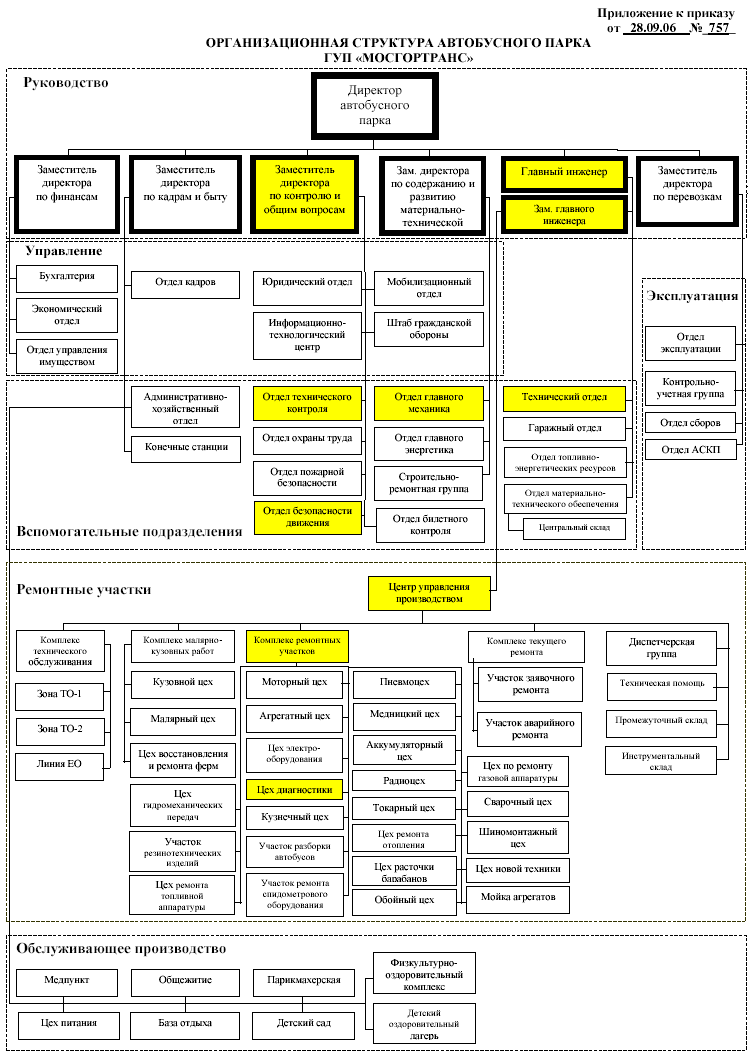 Приложение к приказу
от 28.09.06 № 757
ОРГАНИЗАЦИОННАЯ СТРУКТУРА АВТОБУСНОГО ПАРКА
ГУП «МОСГОРТРАНС»
Руководство
Директор
автобусного
парка
Заместитель
директора
по финансам
Заместитель
директора
по кадрам и быту
Заместитель
директора
по контролю и
общим вопросам
Зам. директора
по содержанию и
развитию
материально-
технической
Главный инженер
Зам. главного
инженера
Заместитель
директора
по перевозкам
Управление
Бухгалтерия
Экономический
отдел
Отдел управления
имуществом
Отдел кадров
Юридический отдел
Информационно-
технологический
центр
Мобилизационный
отдел
Штаб гражданской
обороны
Эксплуатация
Отдел
эксплуатации
Контрольно-
учетная группа
Отдел сборов
Отдел АСКП
Административно-
хозяйственный
отдел
Конечные станции
Отдел технического
контроля
Отдел охраны труда
Отдел пожарной
безопасности
Отдел безопасности
движения
Отдел главного
механика
Отдел главного
энергетика
Строительно-
ремонтная группа
Отдел билетного
контроля
Технический отдел
Гаражный отдел
Отдел топливно-
энергетических ресурсов
Отдел материально-
технического обеспечения
Центральный склад
Вспомогательные подразделения
Ремонтные участки
Центр управления
производством
Комплекс
технического
обслуживания
Зона ТО-1
Зона ТО-2
Линия ЕО
Комплекс малярно-
кузовных работ
Кузовной цех
Малярный цех
Цех восстановления
и ремонта ферм
Цех
гидромеханических
передач
Участок
резинотехнических
изделий
Цех ремонта
топливной
аппаратуры
Комплекс ремонтных
участков
Моторный цех
Агрегатный цех
Цех электро-
оборудования
Цех диагностики
Кузнечный цех
Участок разборки
автобусов
Участок ремонта
спидометрового
оборудования
Пневмоцех
Медницкий цех
Аккумуляторный
цех
Радиоцех
Токарный цех
Цех ремонта
отопления
Цех расточки
барабанов
Обойный цех
Комплекс текущего
ремонта
Участок заявочного
ремонта
Участок аварийного
ремонта
Цех по ремонту
газовой аппаратуры
Сварочный цех
Шиномонтажный
цех
Цех новой техники
Мойка агрегатов
Диспетчерская
группа
Техническая помощь
Промежуточный склад
Инструментальный
склад
Обслуживающее производство
Медпункт
Общежитие
Парикмахерская
Физкультурно-
оздоровительный
комплекс
Цех питания
База отдыха
Детский сад
Детский
оздоровительный
лагерь